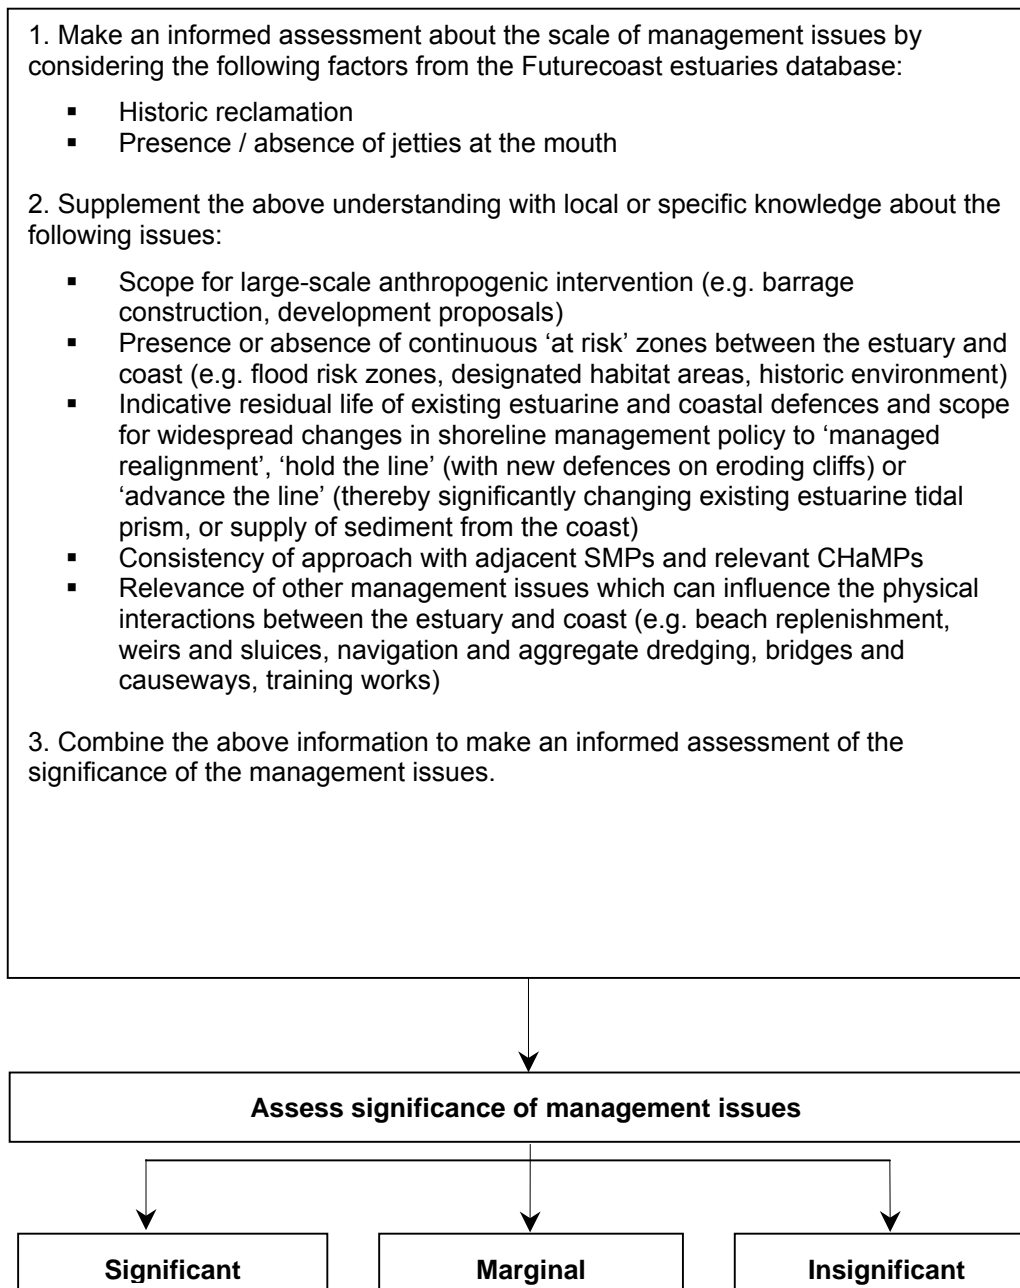 1. Make an informed assessment about the scale of management issues by
considering the following factors from the Futurecoast estuaries database:
▪ Historic reclamation
▪ Presence / absence of jetties at the mouth
2. Supplement the above understanding with local or specific knowledge about the
following issues:
▪ Scope for large-scale anthropogenic intervention (e.g. barrage
construction, development proposals)
▪ Presence or absence of continuous ‘at risk’ zones between the estuary and
coast (e.g. flood risk zones, designated habitat areas, historic environment)
▪ Indicative residual life of existing estuarine and coastal defences and scope
for widespread changes in shoreline management policy to ‘managed
realignment’, ‘hold the line’ (with new defences on eroding cliffs) or
‘advance the line’ (thereby significantly changing existing estuarine tidal
prism, or supply of sediment from the coast)
▪ Consistency of approach with adjacent SMPs and relevant CHaMPs
▪ Relevance of other management issues which can influence the physical
interactions between the estuary and coast (e.g. beach replenishment,
weirs and sluices, navigation and aggregate dredging, bridges and
causeways, training works)
3. Combine the above information to make an informed assessment of the
significance of the management issues.
Assess significance of management issues
Significant
Marginal
Insignificant